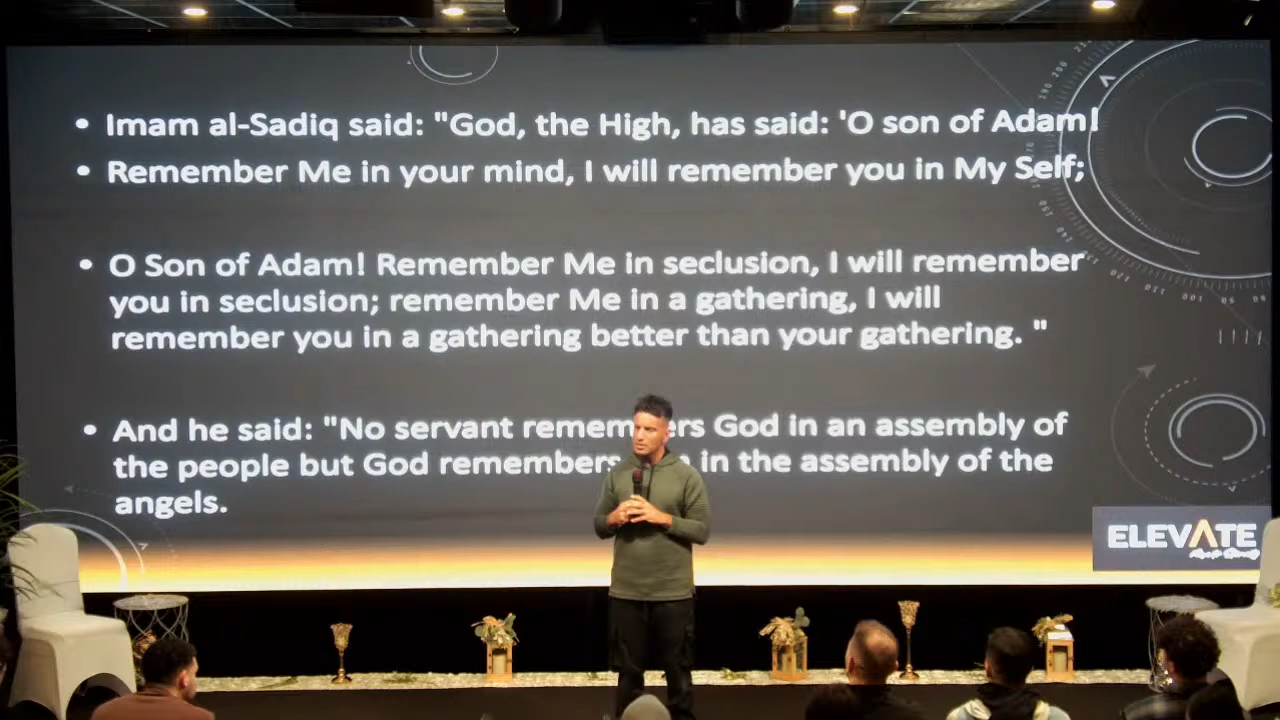 • Imam al-Sadiq said: "God, the High, has said: 'O son of Adam!
• Remember Me in your mind, I will remember you in My Self;
• O Son of Adam! Remember Me in seclusion, I will remember
you in seclusion; remember Me in a gathering, I will
remember you in a gathering better than your gathering. "
• And he said: "No servant remem ers God in an assembly of
the people but God remembers in the assembly of the
angels.
ELEVATE